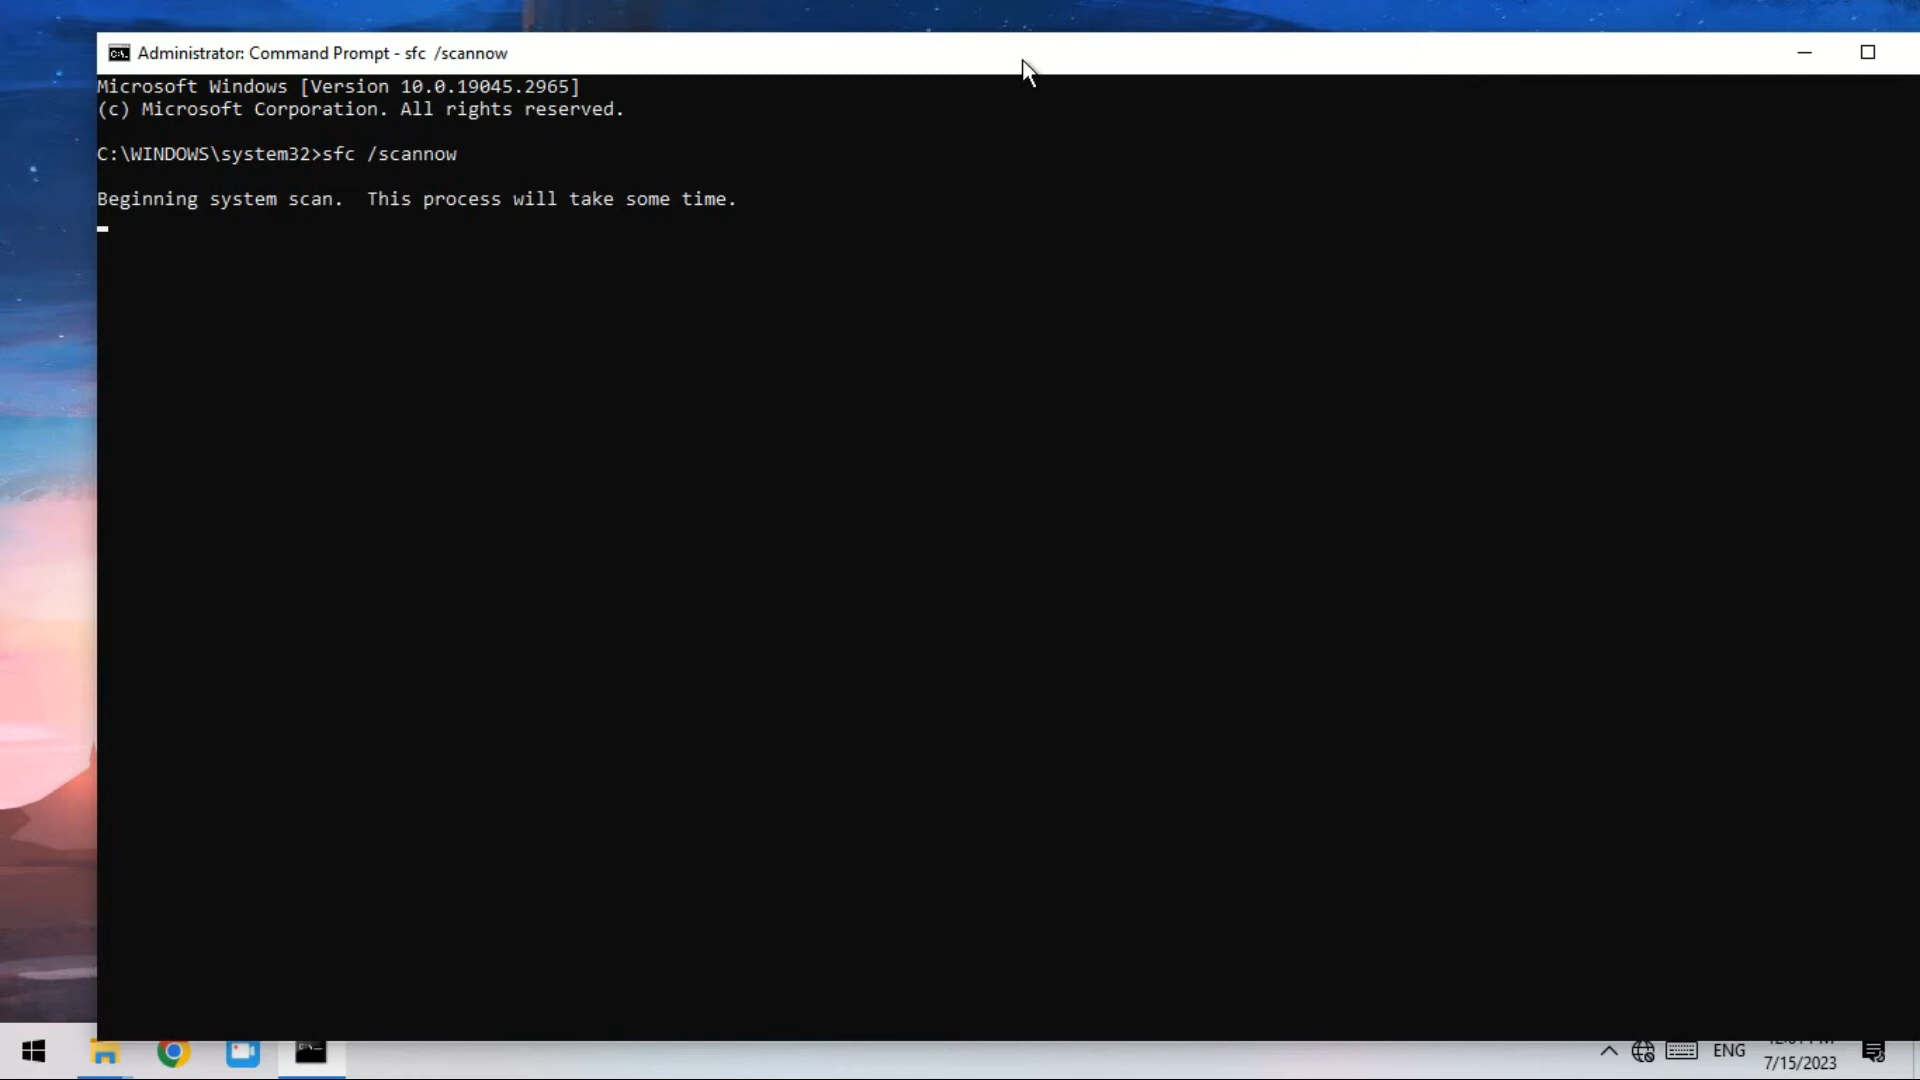 Administrator: Command Prompt - sfc  /scannow
Microsoft Windows [Version 10.0.19045.2965]
(c) Microsoft Corporation. All rights reserved.
C:\WINDOWS\system32>sfc /scannow
Beginning system scan.  This process will take some time.
ENG
7/15/2023